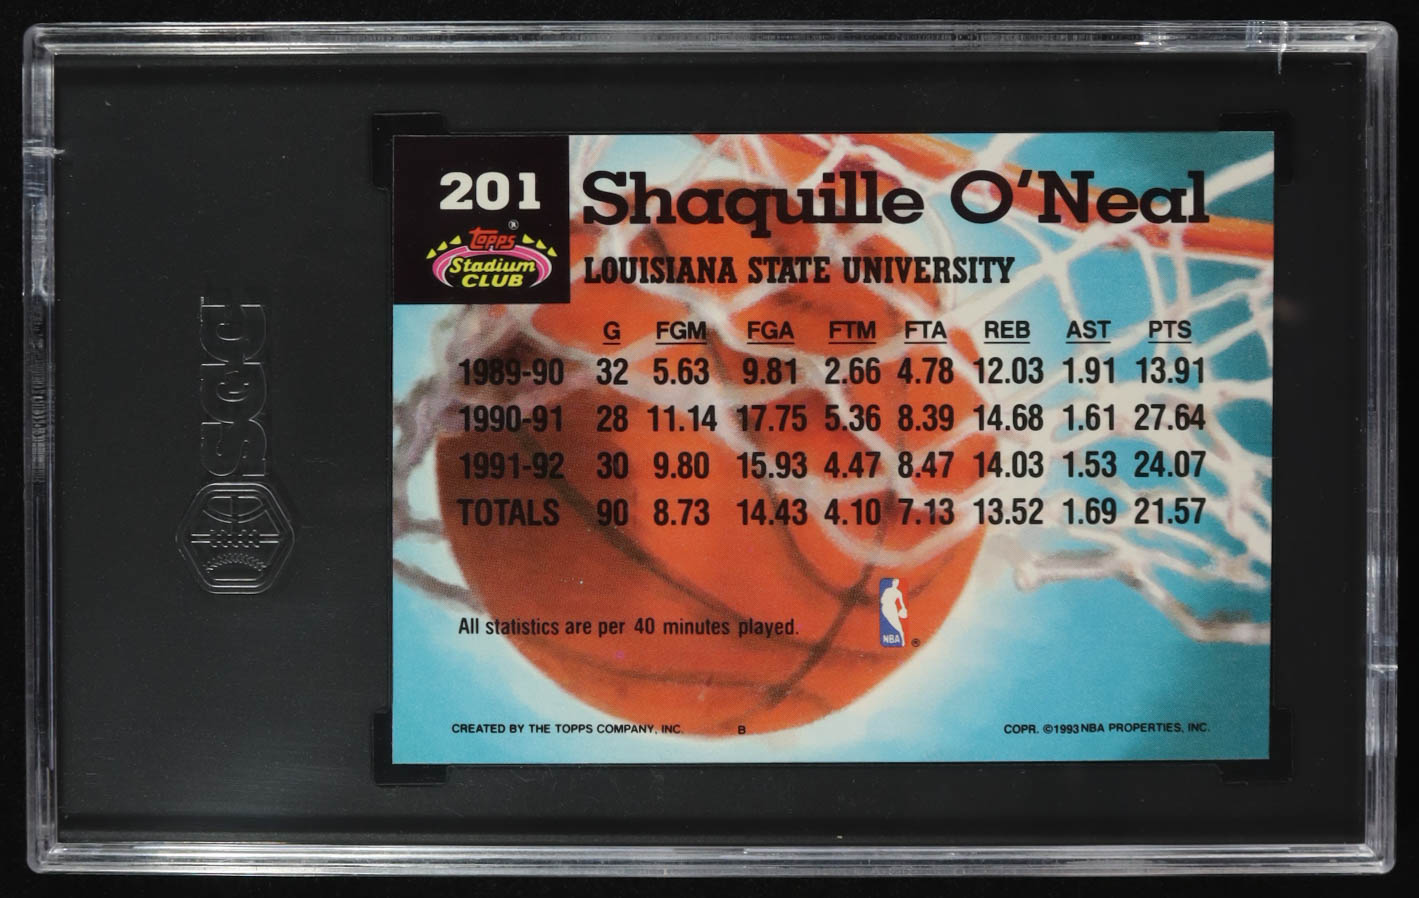 201
Topps ®
Stadium
CLUB
Shaquille O'Neal
LOUISIANA STATE UNIVERSITY
G FGM FGA FTM FTA REB AST PTS
1989-90 32 5.63 9.81 2.66 4.78 12.03 1.91 13.91
1990-91 28 11.14 17.75 5.36 8.39 14.68 1.61 27.64
1991-92 30 9.80 15.93 4.47 8.47 14.03 1.53 24.07
TOTALS 90 8.73 14.43 4.10 7.13 13.52 1.69 21.57
All statistics are per 40 minutes played.
NBA ®
CREATED BY THE TOPPS COMPANY, INC. B COPR. ©1993 NBA PROPERTIES, INC.
SGC